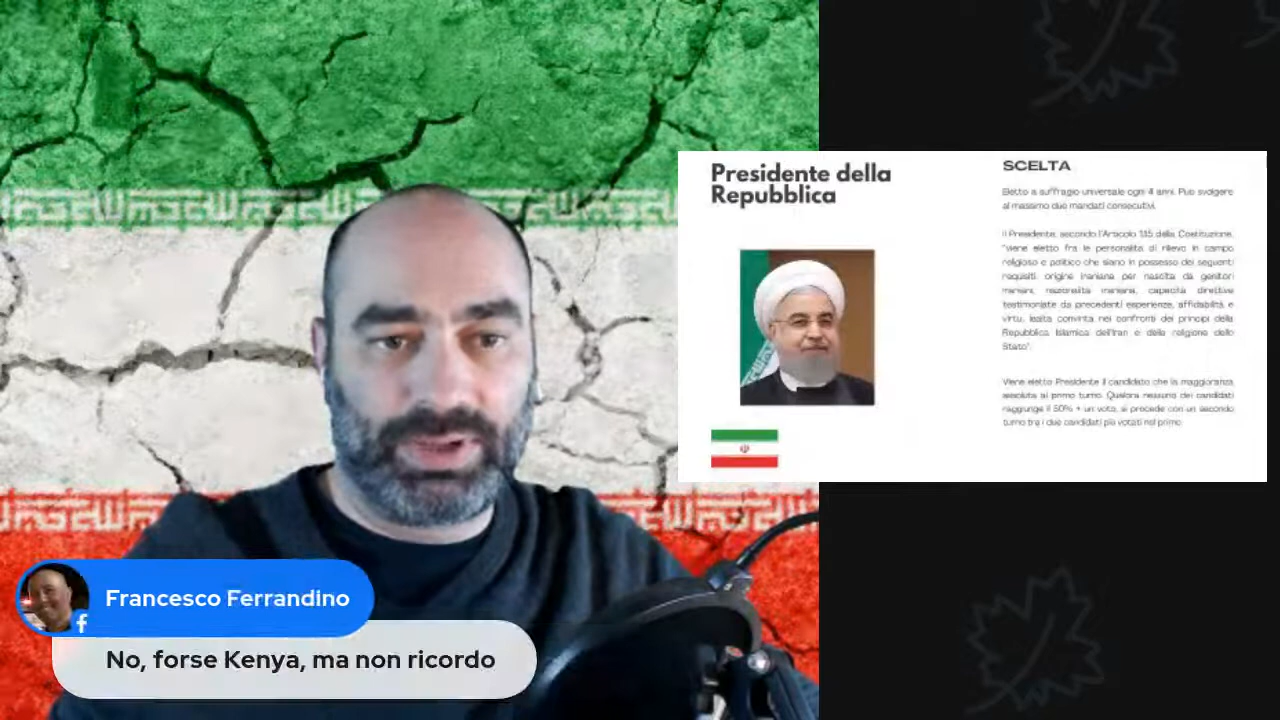 Presidente della
Repubblica
SCELTA
Eletto a suffragio universale ogni 4 anni. Può svolgere
al massimo due mandati consecutivi.
Il Presidente, secondo l'Articolo 115 della Costituzione,
"viene eletto fra le personalità di rilievo in campo
religioso e politico che siano in possesso dei seguenti
requisiti: origine iraniana per nascita da genitori
iraniani, nazionalità iraniana, capacità direttive
testimoniate da precedenti esperienze, affidabilità e
virtù, lealtà convinta nei confronti dei principi della
Repubblica Islamica dell'Iran e della religione dello
Stato".
Viene eletto Presidente il candidato che la maggioranza
assoluta al primo turno. Qualora nessuno dei candidati
raggiunge il 50% + un voto, si procede con un secondo
turno tra i due candidati più votati nel primo.
Francesco Ferrandino
No, forse Kenya, ma non ricordo